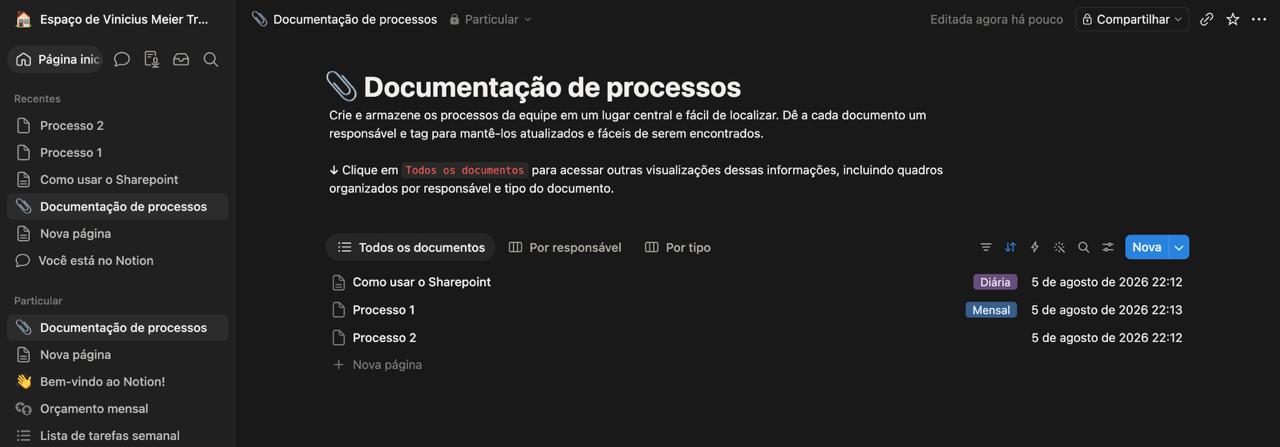 Espaço de Vinicius Meier Tr...
Página inic
Recentes
Processo 2
Processo 1
Como usar o Sharepoint
Documentação de processos
Nova página
Você está no Notion
Particular
Documentação de processos
Nova página
Bem-vindo ao Notion!
Orçamento mensal
Lista de tarefas semanal
Documentação de processos Particular
Editada agora há pouco Compartilhar
Documentação de processos
Crie e armazene os processos da equipe em um lugar central e fácil de localizar. Dê a cada documento um
responsável e tag para mantê-los atualizados e fáceis de serem encontrados.
↓ Clique em Todos os documentos para acessar outras visualizações dessas informações, incluindo quadros
organizados por responsável e tipo do documento.
Todos os documentos Por responsável Por tipo Nova
Como usar o Sharepoint Diária 5 de agosto de 2026 22:12
Processo 1 Mensal 5 de agosto de 2026 22:13
Processo 2 5 de agosto de 2026 22:12
+ Nova página